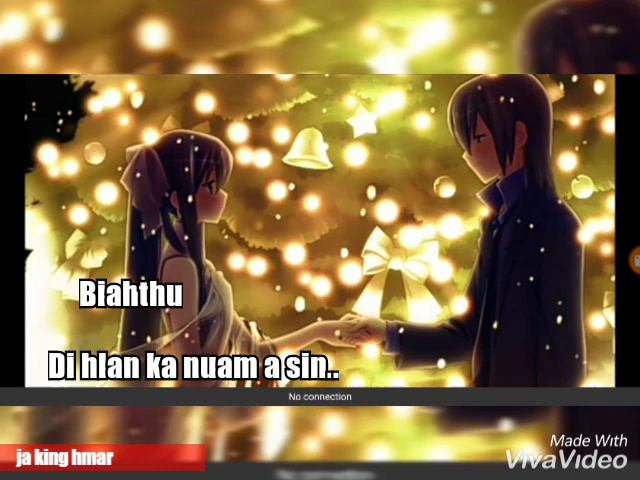 Biahthu
Di hlan ka nuam a sin..
No connection
ja king hmar
Made With
VivaVideo